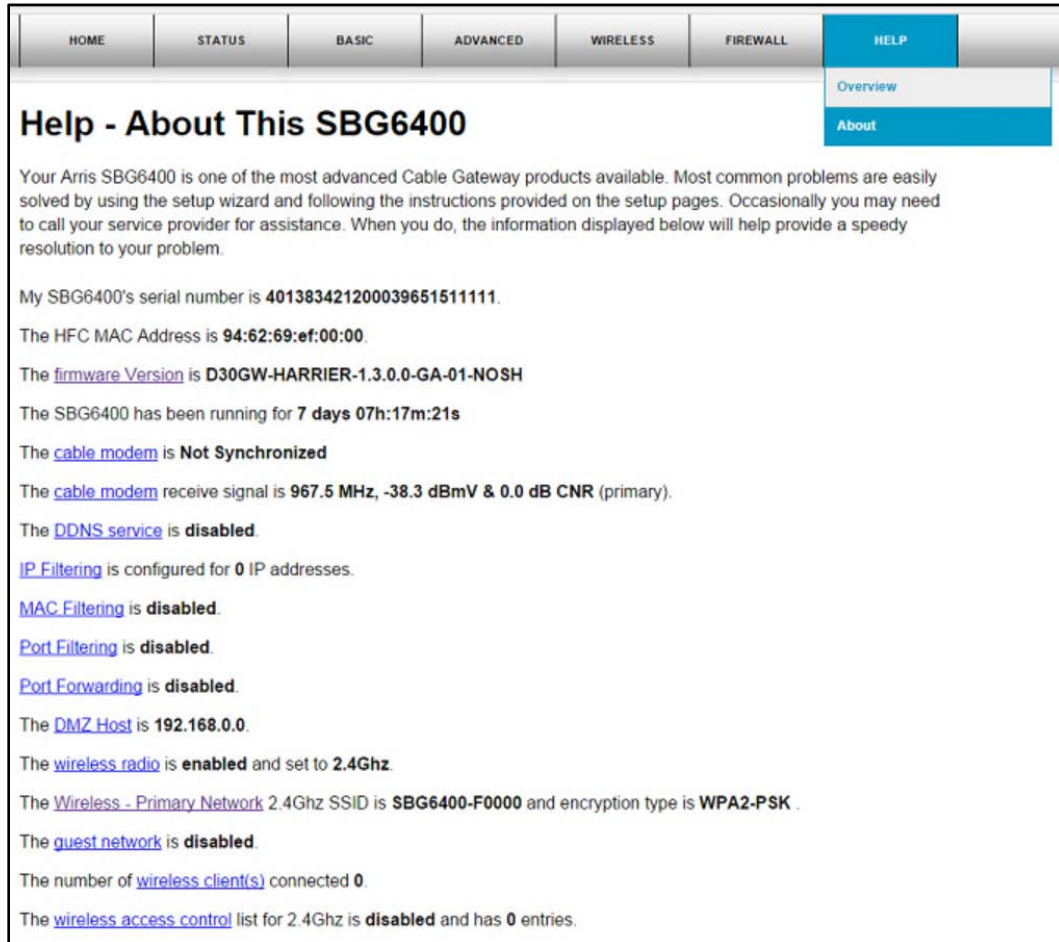 HOME STATUS BASIC ADVANCED WIRELESS FIREWALL HELP
Overview
About
Help - About This SBG6400
Your Arris SBG6400 is one of the most advanced Cable Gateway products available. Most common problems are easily
solved by using the setup wizard and following the instructions provided on the setup pages. Occasionally you may need
to call your service provider for assistance. When you do, the information displayed below will help provide a speedy
resolution to your problem.
My SBG6400's serial number is 401383421200039651511111.
The HFC MAC Address is 94:62:69:ef:00:00.
The firmware Version is D30GW-HARRIER-1.3.0.0-GA-01-NOSH
The SBG6400 has been running for 7 days 07h:17m:21s
The cable modem is Not Synchronized
The cable modem receive signal is 967.5 MHz, -38.3 dBmV & 0.0 dB CNR (primary).
The DDNS service is disabled.
IP Filtering is configured for 0 IP addresses.
MAC Filtering is disabled.
Port Filtering is disabled.
Port Forwarding is disabled.
The DMZ Host is 192.168.0.0.
The wireless radio is enabled and set to 2.4Ghz.
The Wireless - Primary Network 2.4Ghz SSID is SBG6400-F0000 and encryption type is WPA2-PSK .
The guest network is disabled.
The number of wireless client(s) connected 0.
The wireless access control list for 2.4Ghz is disabled and has 0 entries.